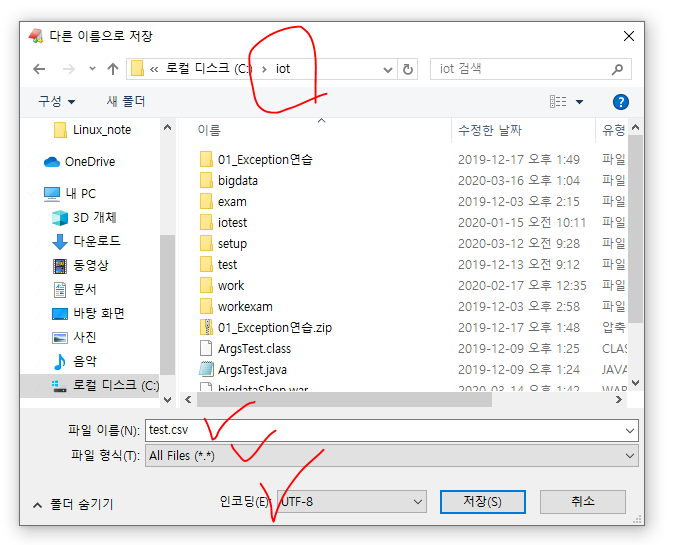 다른 이름으로 저장
« 로컬 디스크 (C:) > iot
iot 검색
구성 새 폴더
이름 수정한 날짜 유형
Linux_note
OneDrive
내 PC
3D 개체
다운로드
동영상
문서
바탕 화면
사진
음악
로컬 디스크 (C:)
01_Exception연습 2019-12-17 오후 1:49 파일
bigdata 2020-03-16 오후 1:04 파일
exam 2019-12-03 오후 2:15 파일
iotest 2020-01-15 오전 10:11 파일
setup 2020-03-12 오전 9:28 파일
test 2019-12-13 오전 9:12 파일
work 2020-02-17 오후 12:35 파일
workexam 2019-12-03 오후 2:58 파일
01_Exception연습.zip 2019-12-17 오후 1:48 압축
ArgsTest.class 2019-12-09 오후 1:25 CLAS
ArgsTest.java 2019-12-09 오후 1:24 JAVA
bigdataShop.war 2020-03-14 오후 1:42 WAR
파일 이름(N): test.csv
파일 형식(T): All Files (*.*)
폴더 숨기기 인코딩(E): UTF-8 저장(S) 취소